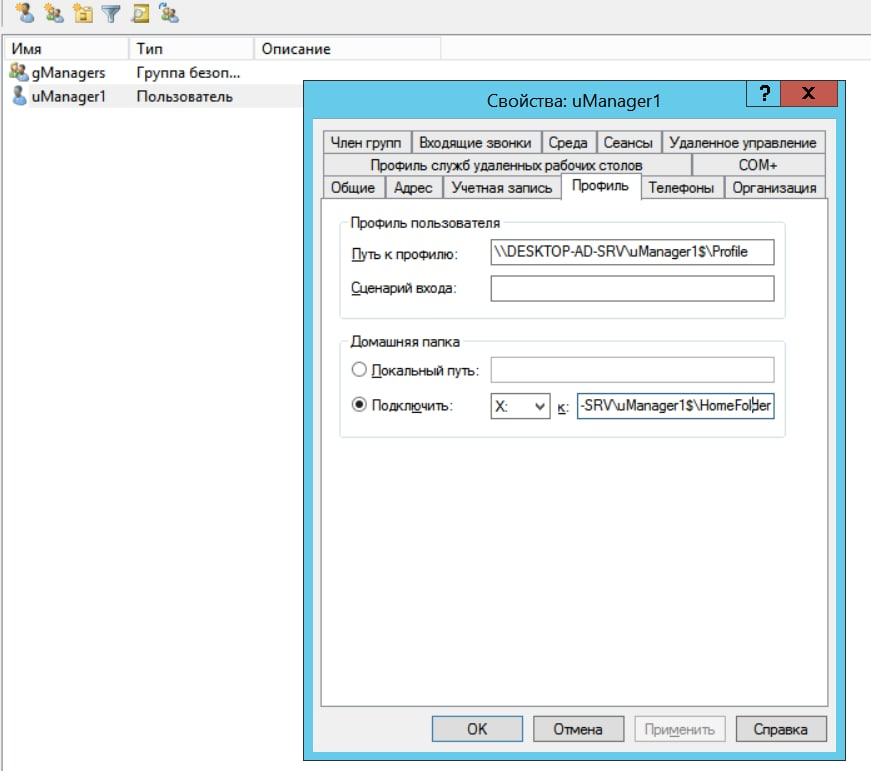 Имя Тип Описание
gManagers Группа безоп...
uManager1 Пользователь
Свойства: uManager1
? x
Член групп Входящие звонки Среда Сеансы Удаленное управление
Профиль служб удаленных рабочих столов COM+
Общие Адрес Учетная запись Профиль Телефоны Организация
Профиль пользователя
Путь к профилю: \\DESKTOP-AD-SRV\uManager1$\Profile
Сценарий входа:
Домашняя папка
Локальный путь:
Подключить: X: к: -SRV\uManager1$\HomeFolder
OK Отмена Применить Справка